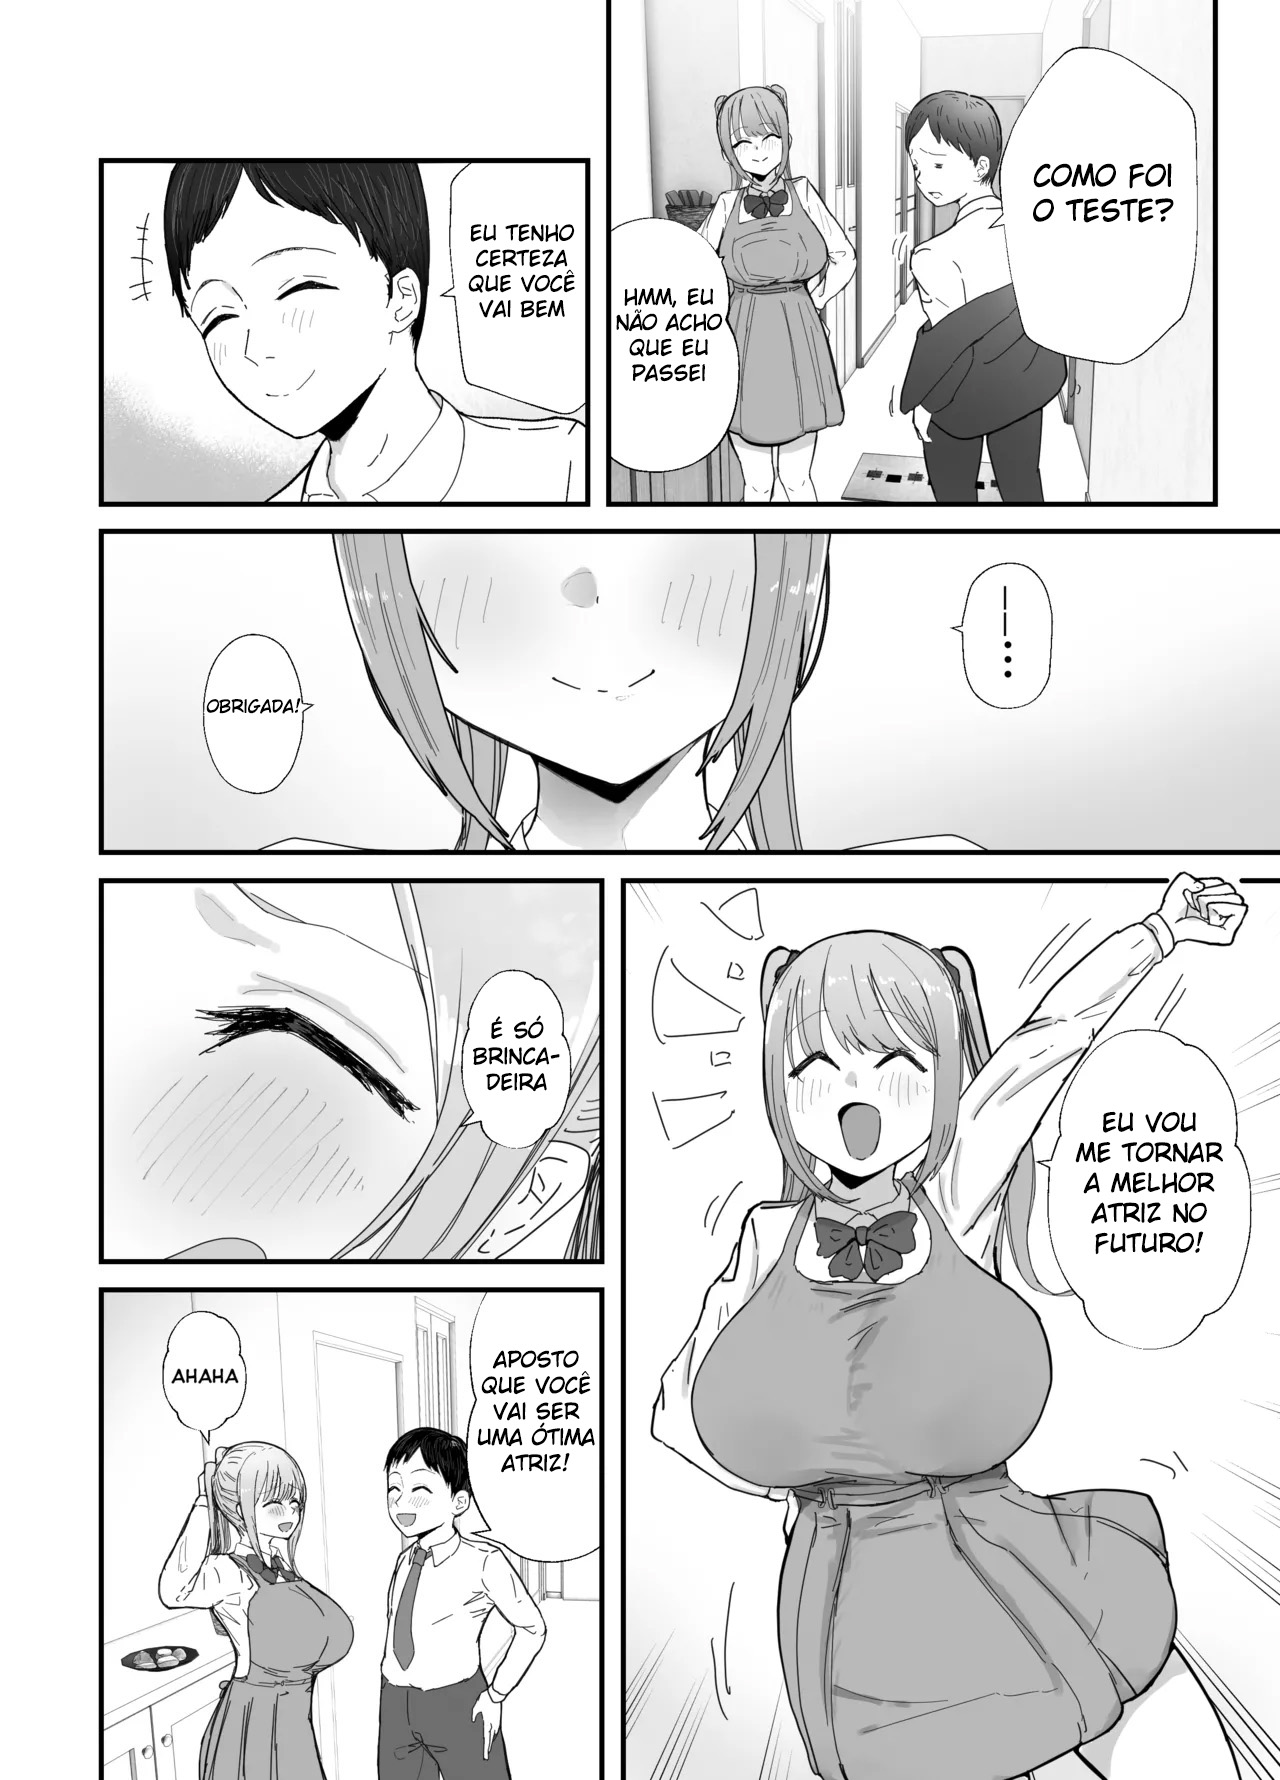 COMO FOI
O TESTE?
HMM, EU
NÃO ACHO
QUE EU
PASSEI
EU TENHO
CERTEZA
QUE VOCÊ
VAI BEM
——•••
OBRIGADA!
EU VOU
ME TORNAR
A MELHOR
ATRIZ NO
FUTURO!
に
こ
É SÓ
BRINCA-
DEIRA
APOSTO
QUE VOCÊ
VAI SER
UMA ÓTIMA
ATRIZ!
AHAHA